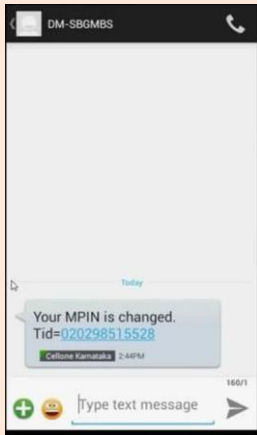 DM-SBGMBS
Today
Your MPIN is changed.
Tid=020298515528
Cellone Karnataka 2:44PM
160/1
Type text message